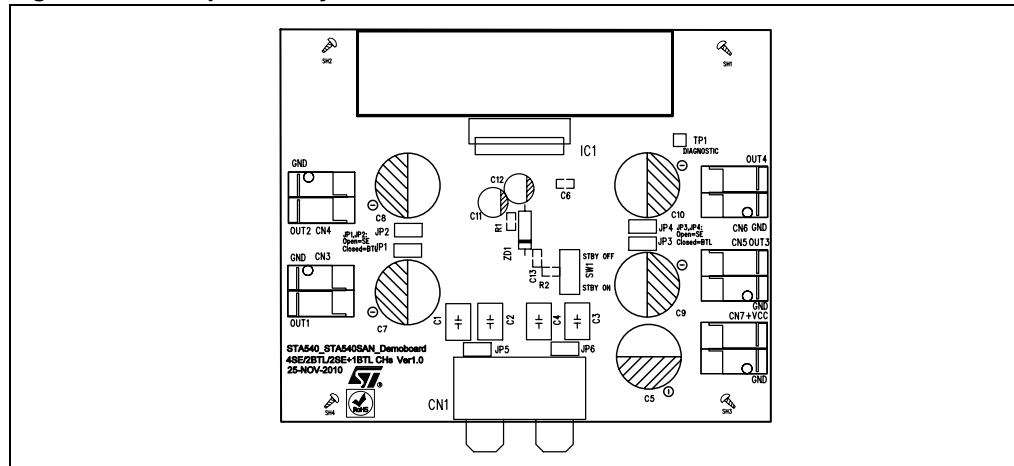 SH2
SH1
IC1
TP1
DIAGNOSTIC
GND
OUT4
C12
C6
C11
C8
C10
OUT2 CN4
CN6 GND
JP1,JP2:
Open=SE
Closed=BTL
JP2
JP1
R1
ZD1
JP4
JP3
JP3,JP4:
Open=SE
Closed=BTL
CN5 OUT3
GND CN3
C13
R2
SW1
STBY OFF
STBY ON
OUT1
C7
C9
GND
CN7 +VCC
C1
C2
C4
C3
STA540_STA540SAN_Demoboard
4SE/2BTL/2SE+1BTL CHs Ver1.0
25-NOV-2010
JP5
JP6
ST
RoHS
GND
CN1
C5
SH4
SH3